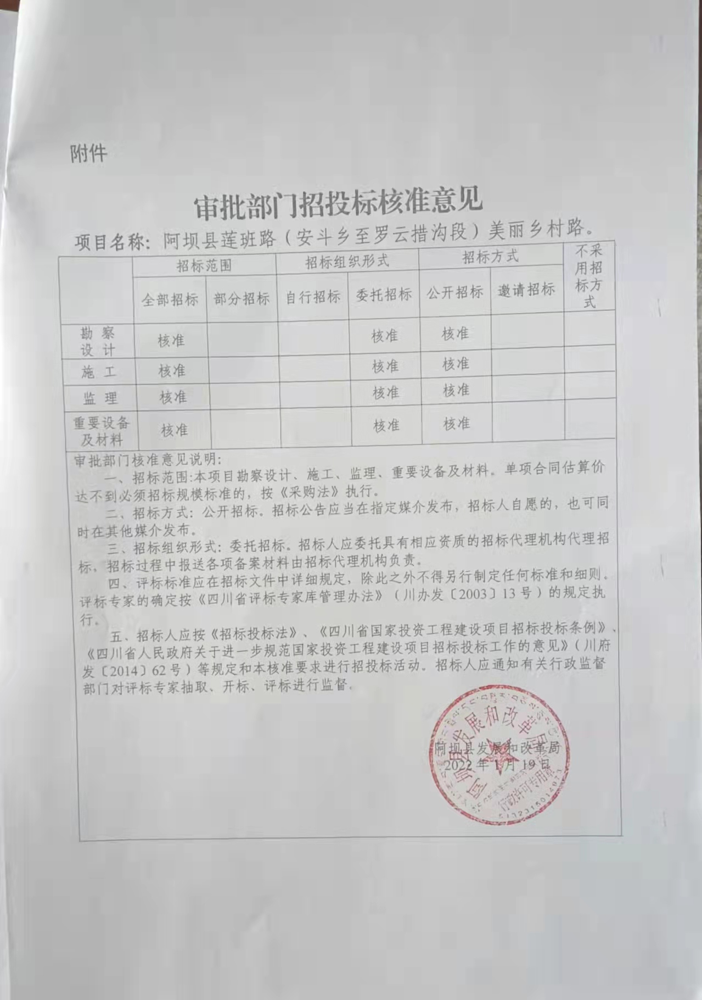 附件
审批部门招投标核准意见
项目名称：阿坝县莲班路（安斗乡至罗云措沟段）美丽乡村路。
招标范围 招标组织形式 招标方式 不采用招标方式
全部招标 部分招标 自行招标 委托招标 公开招标 邀请招标
勘察设计 核准 核准 核准
施工 核准 核准 核准
监理 核准 核准 核准
重要设备及材料 核准 核准 核准
审批部门核准意见说明：
一、招标范围:本项目勘察设计、施工、监理、重要设备及材料。单项合同估算价
达不到必须招标规模标准的，按《采购法》执行。
二、招标方式：公开招标。招标公告应当在指定媒介发布，招标人自愿的，也可同
时在其他媒介发布。
三、招标组织形式：委托招标。招标人应委托具有相应资质的招标代理机构代理招
标，招标过程中报送各项备案材料由招标代理机构负责。
四、评标标准应在招标文件中详细规定，除此之外不得另行制定任何标准和细则。
评标专家的确定按《四川省评标专家库管理办法》（川办发〔2003〕13号）的规定执
行。
五、招标人应按《招标投标法》、《四川省国家投资工程建设项目招标投标条例》、
《四川省人民政府关于进一步规范国家投资工程建设项目招标投标工作的意见》（川府
发〔2014〕62号）等规定和本核准要求进行招投标活动。招标人应通知有关行政监督
部门对评标专家抽取、开标、评标进行监督。
阿坝县发展和改革局
2022年1月19日
阿坝县发展和改革局
行政许可专用章